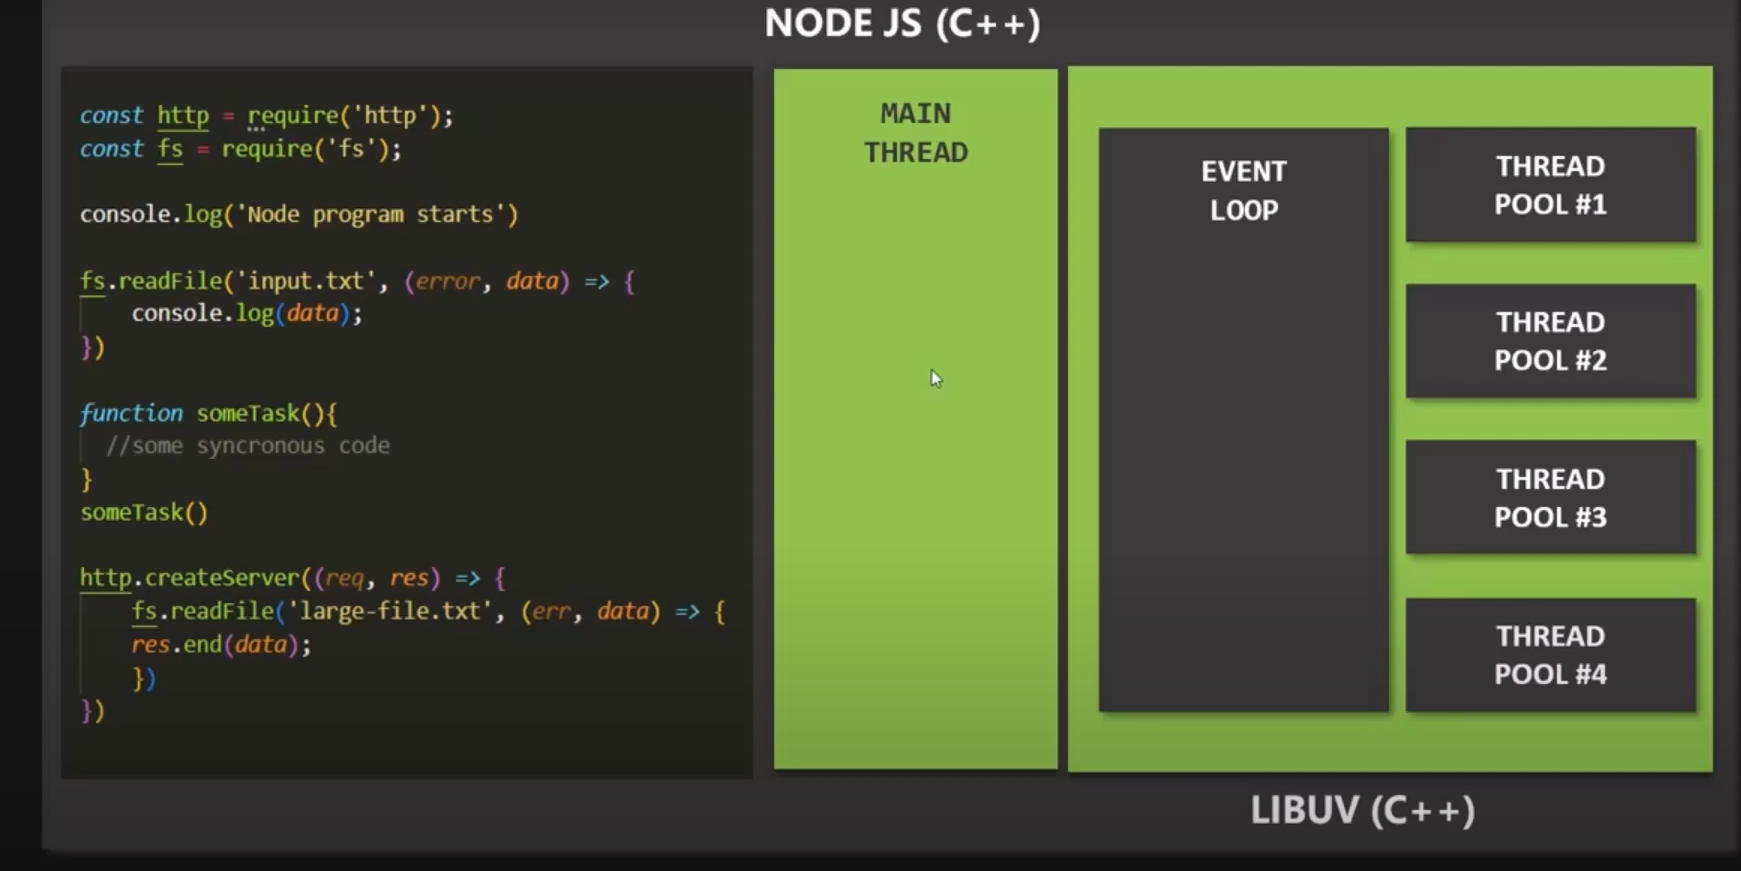 NODE JS (C++)
const http = require('http');
const fs = require('fs');
console.log('Node program starts')
fs.readFile('input.txt', (error, data) => {
console.log(data);
})
function someTask(){
//some syncronous code
}
someTask()
http.createServer((req, res) => {
fs.readFile('large-file.txt', (err, data) => {
res.end(data);
})
})
MAIN
THREAD
EVENT
LOOP
THREAD
POOL #1
THREAD
POOL #2
THREAD
POOL #3
THREAD
POOL #4
LIBUV (C++)